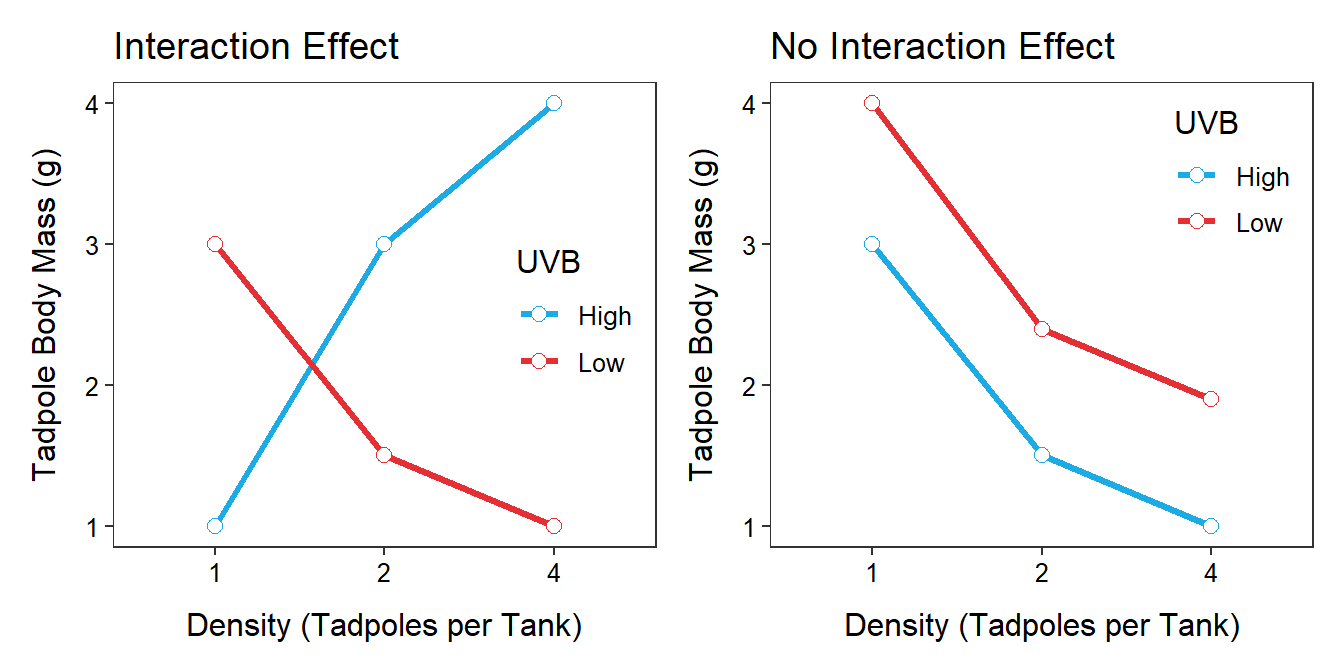 Interaction Effect
4
3
2
1
Tadpole Body Mass (g)
UVB
High
Low
1 2 4
Density (Tadpoles per Tank)
No Interaction Effect
4
3
2
1
Tadpole Body Mass (g)
UVB
High
Low
1 2 4
Density (Tadpoles per Tank)